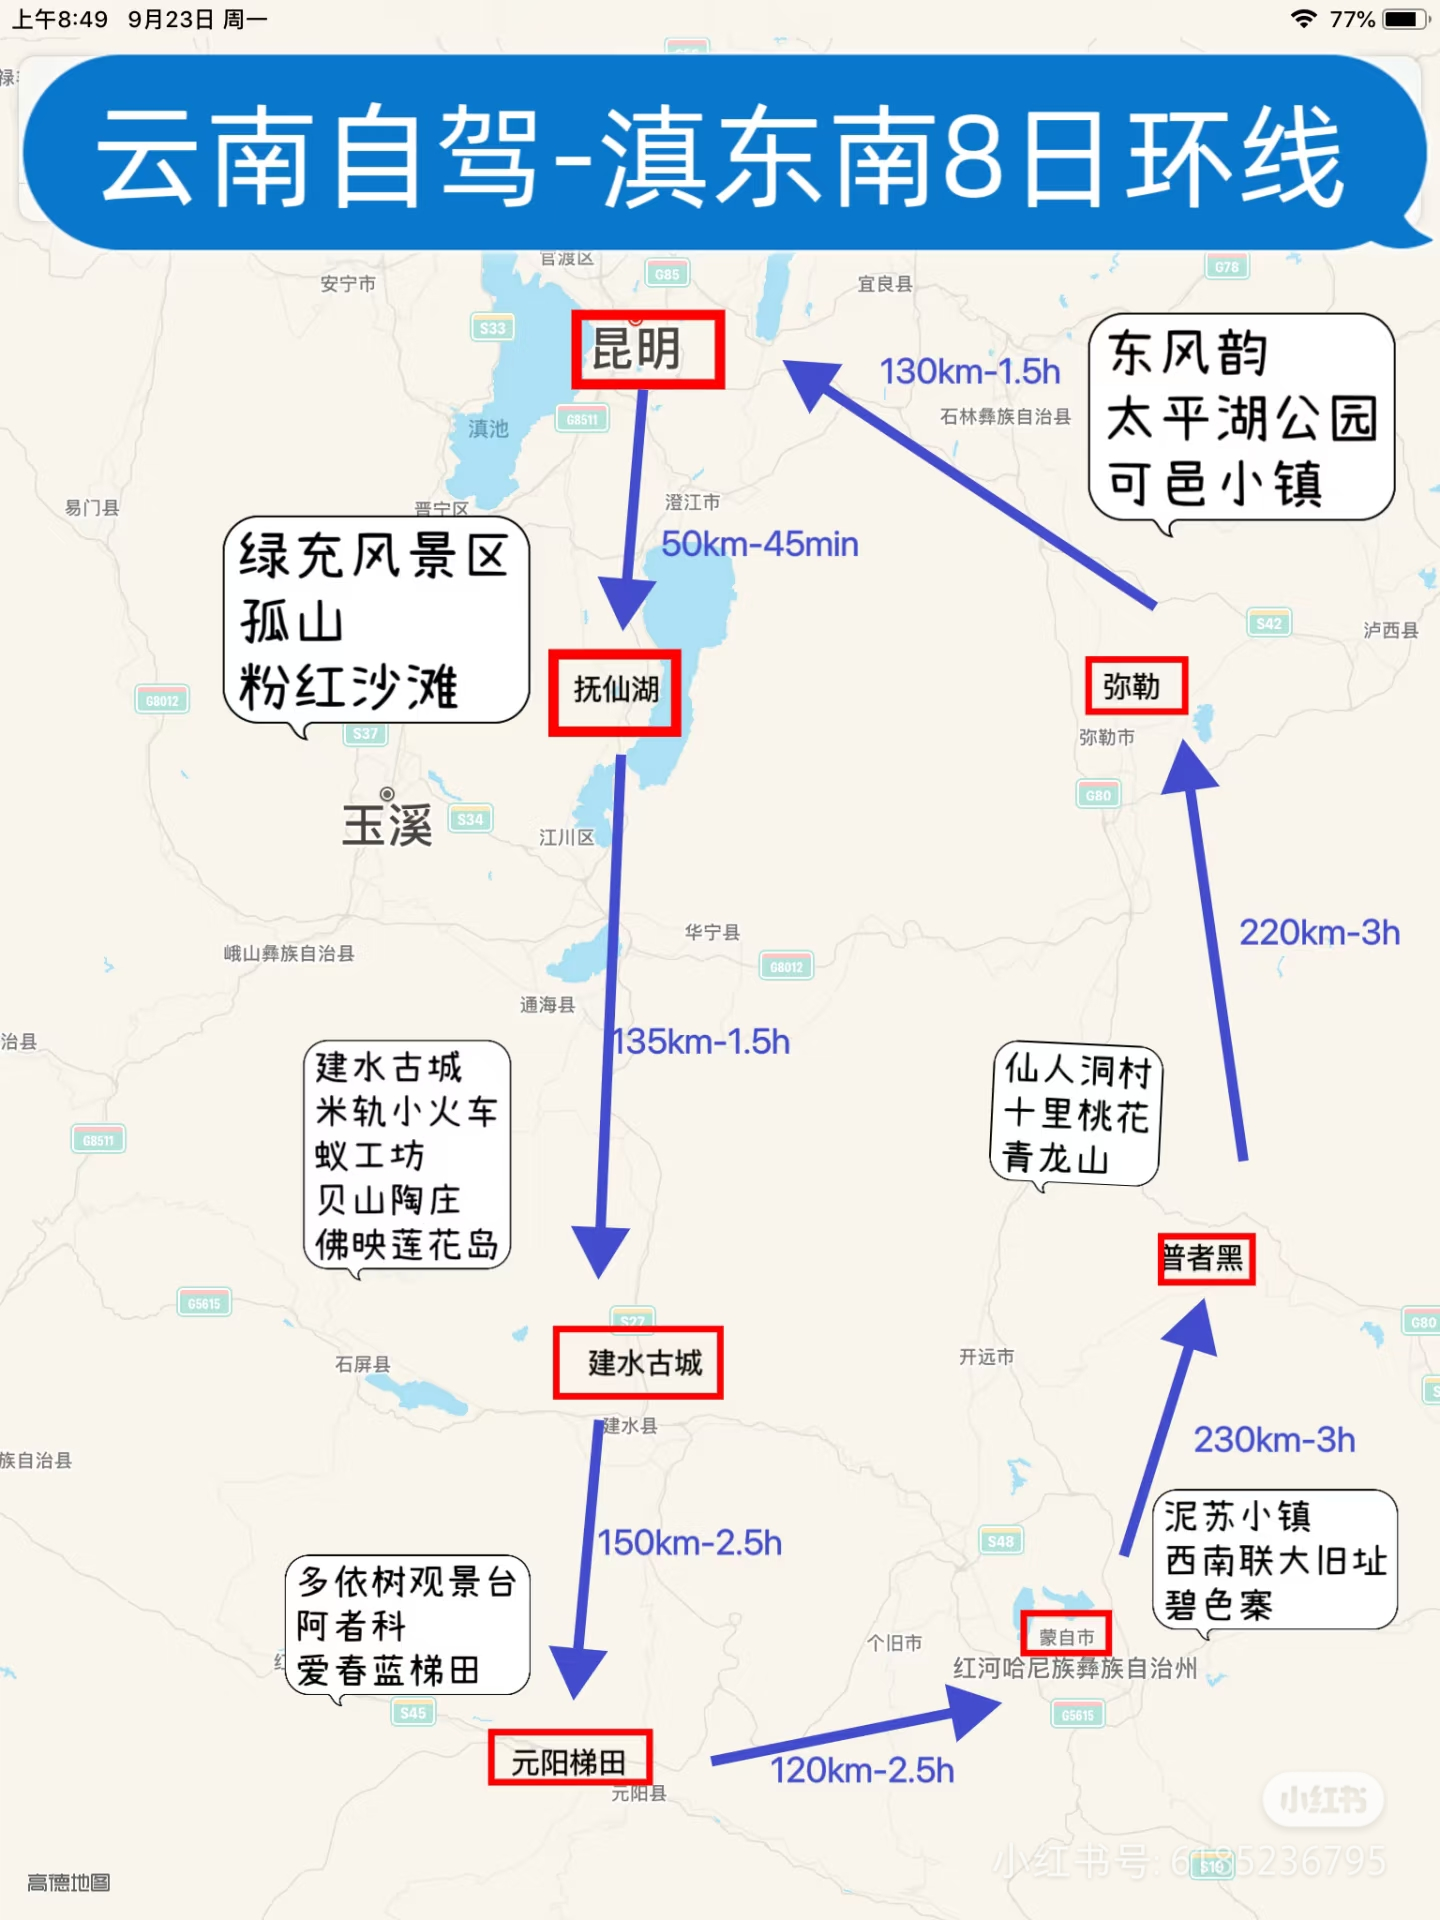 上午8:49 9月23日 周一
77%
云南自驾-滇东南8日环线
官渡区
G85
G78
安宁市
宜良县
S33
昆明
130km-1.5h
东风韵
太平湖公园
可邑小镇
石林彝族自治县
G8511
滇池
易门县
晋宁区
澄江市
50km-45min
绿充风景区
孤山
粉红沙滩
S42
泸西县
抚仙湖
弥勒
弥勒市
G8012
S37
G80
玉溪
S34
江川区
华宁县
220km-3h
峨山彝族自治县
G8012
通海县
治县
135km-1.5h
建水古城
米轨小火车
蚁工坊
贝山陶庄
佛映莲花岛
仙人洞村
十里桃花
青龙山
G8511
普者黑
G5615
S27
G80
石屏县
建水古城
开远市
建水县
族自治县
230km-3h
泥苏小镇
西南联大旧址
碧色寨
150km-2.5h
S48
多依树观景台
阿者科
爱春蓝梯田
个旧市
蒙自市
红河哈尼族彝族自治州
S45
G5615
元阳梯田
120km-2.5h
元阳县
小红书
小红书号: 6185236795
高德地图